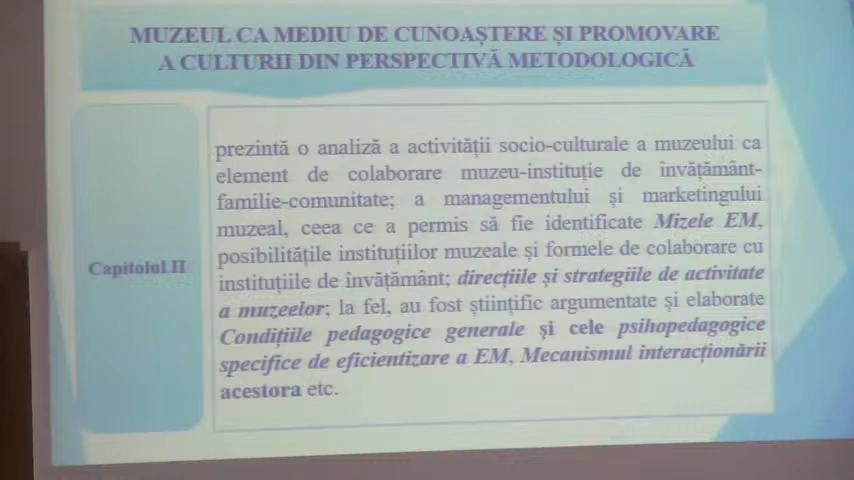 MUZEUL CA MEDIU DE CUNOAȘTERE ȘI PROMOVARE
A CULTURII DIN PERSPECTIVĂ METODOLOGICĂ
Capitolul II
prezintă o analiză a activității socio-culturale a muzeului ca
element de colaborare muzeu-instituție de învățământ-
familie-comunitate; a managementului și marketingului
muzeal, ceea ce a permis să fie identificate Mizele EM,
posibilitățile instituțiilor muzeale și formele de colaborare cu
instituțiile de învățământ; direcțiile și strategiile de activitate
a muzeelor; la fel, au fost științific argumentate și elaborate
Condițiile pedagogice generale și cele psihopedagogice
specifice de eficientizare a EM, Mecanismul interacționării
acestora etc.